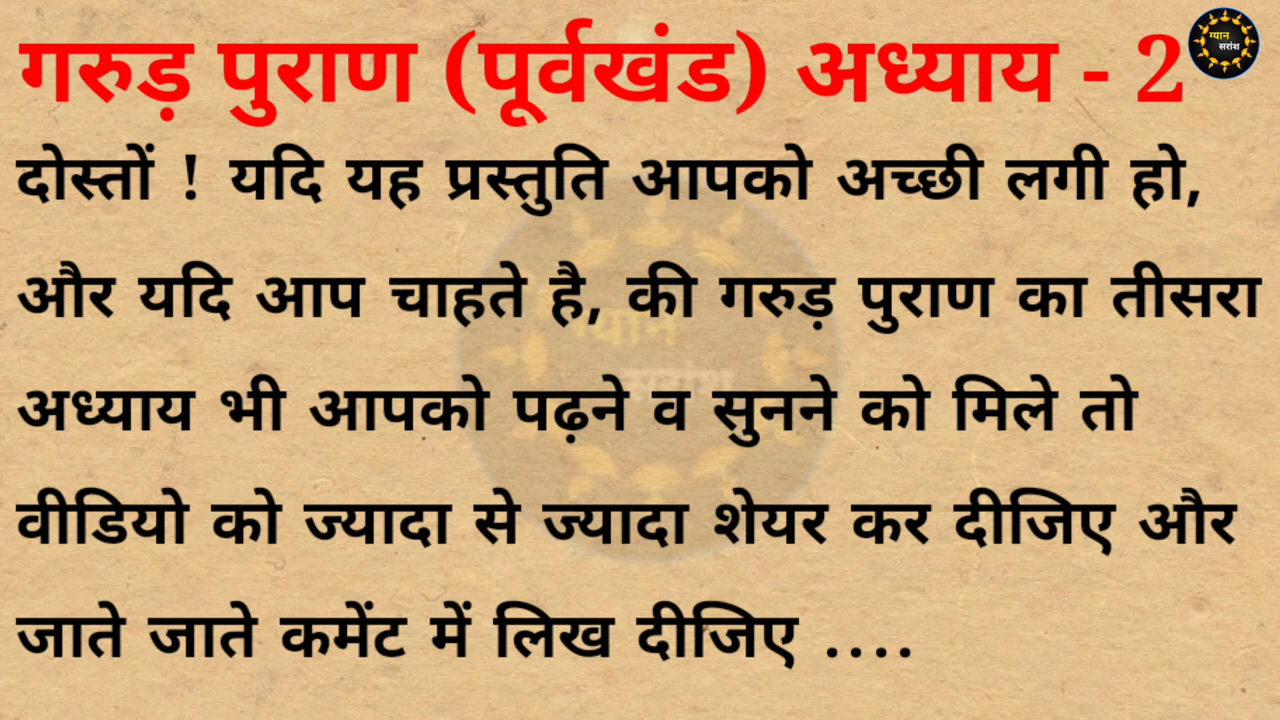 गरुड़ पुराण (पूर्वखंड) अध्याय - 2
ग्यान
सरांश
दोस्तों ! यदि यह प्रस्तुति आपको अच्छी लगी हो,
और यदि आप चाहते है, की गरुड़ पुराण का तीसरा
अध्याय भी आपको पढ़ने व सुनने को मिले तो
वीडियो को ज्यादा से ज्यादा शेयर कर दीजिए और
जाते जाते कमेंट में लिख दीजिए ....